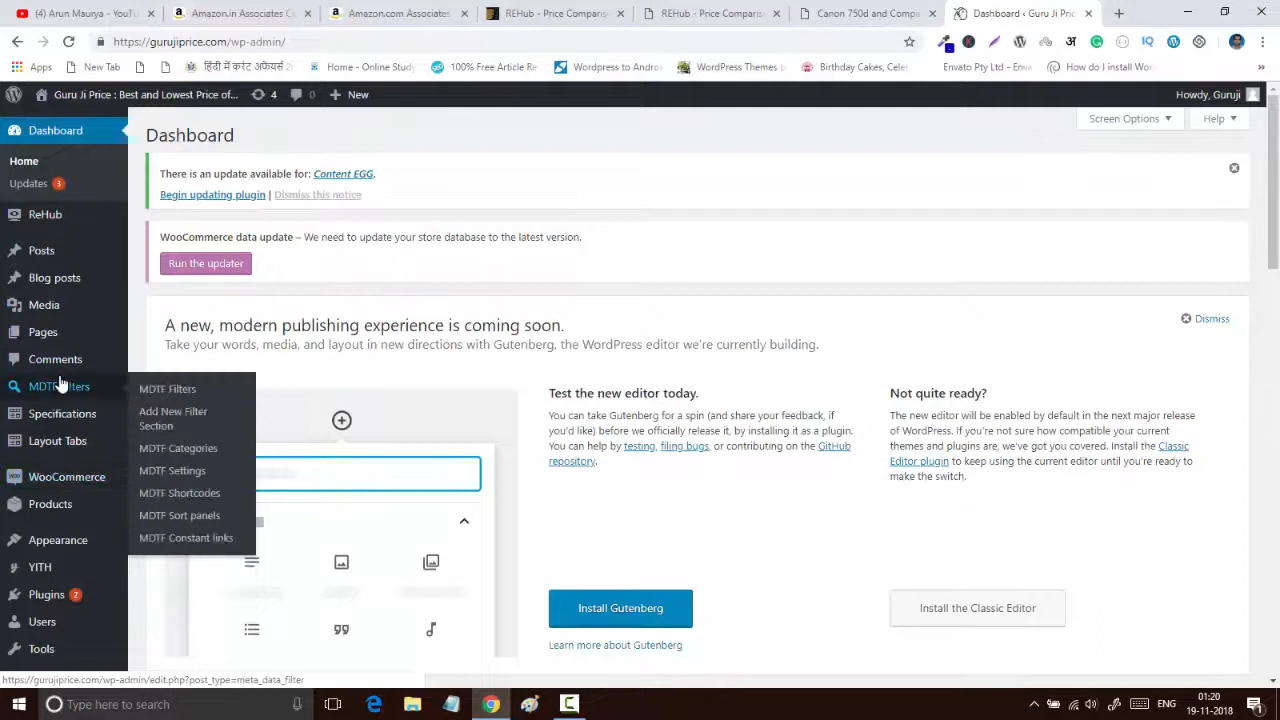 Arun Maurya - YouTu
Amazon.in Associates C
Amazon.com Associates
REHub - Price Comparis
REHub - Price Comparis
Canon 750d and Compa
Dashboard ‹ Guru Ji Pric
https://gurujiprice.com/wp-admin/
Apps
New Tab
हिंदी में करंट अफेयर्स
Home - Online Study
100% Free Article Re
Wordpress to Andro
WordPress Themes
Birthday Cakes, Cele
Envato Pty Ltd - Env
How do I install Wo
Guru Ji Price : Best and Lowest Price of...
4
0
New
Howdy, Guruji
Dashboard
Home
Updates 3
ReHub
Posts
Blog posts
Media
Pages
Comments
MDTF Filters
Specifications
Layout Tabs
WooCommerce
Products
Appearance
YITH
Plugins 2
Users
Tools
MDTF Filters
Add New Filter
Section
MDTF Categories
MDTF Settings
MDTF Shortcodes
MDTF Sort panels
MDTF Constant links
Screen Options
Help
Dashboard
There is an update available for: Content EGG.
Begin updating plugin | Dismiss this notice
WooCommerce data update – We need to update your store database to the latest version.
Run the updater
Dismiss
A new, modern publishing experience is coming soon.
Take your words, media, and layout in new directions with Gutenberg, the WordPress editor we're currently building.
Test the new editor today.
You can take Gutenberg for a spin (and share your feedback, if
you'd like) before we officially release it, by installing it as a plugin.
You can help by testing, filing bugs, or contributing on the GitHub
repository.
Install Gutenberg
Learn more about Gutenberg
Not quite ready?
The new editor will be enabled by default in the next major release
of WordPress. If you're not sure how compatible your current
themes and plugins are, we've got you covered. Install the Classic
Editor plugin to keep using the current editor until you're ready to
make the switch.
Install the Classic Editor
https://gurujiprice.com/wp-admin/edit.php?post_type=meta_data_filter
Type here to search
ENG
01:20
19-11-2018
1